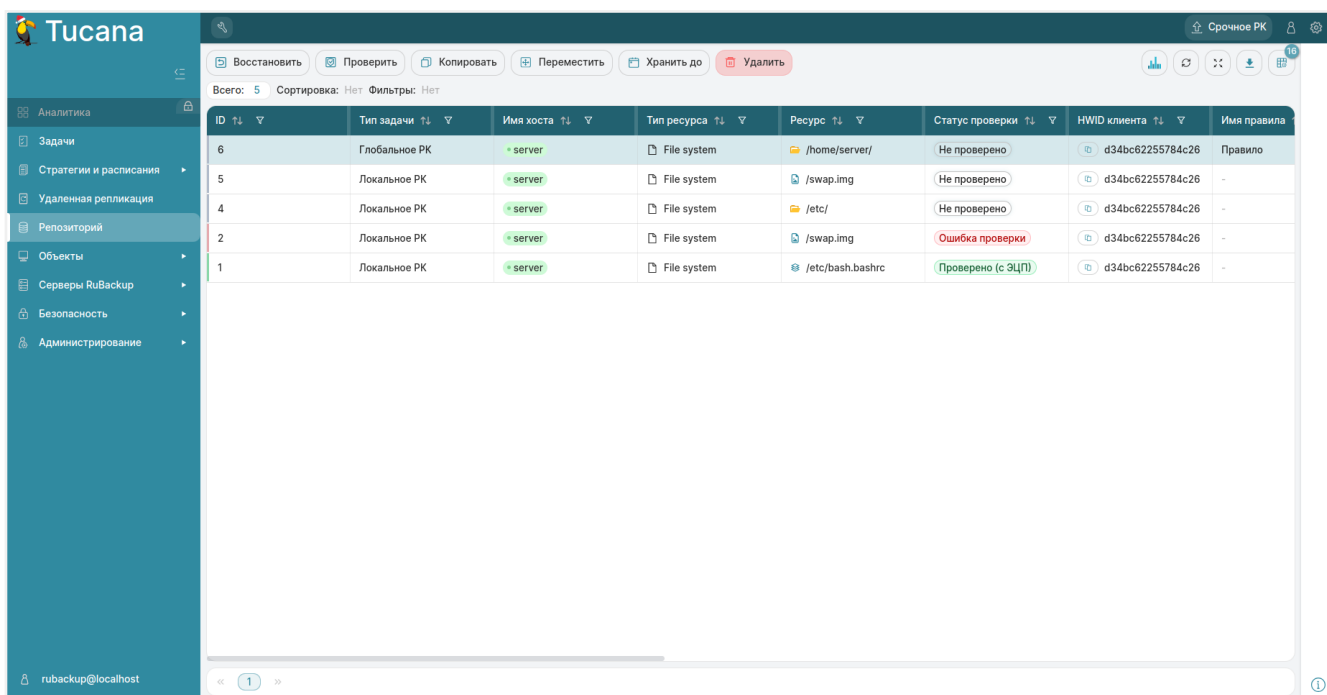 Tucana
Срочное РК
Восстановить Проверить Копировать Переместить Хранить до Удалить 16
Всего: 5 Сортировка: Нет Фильтры: Нет
Аналитика
Задачи
Стратегии и расписания
Удаленная репликация
Репозиторий
Объекты
Серверы RuBackup
Безопасность
Администрирование
rubackup@localhost
ID Тип задачи Имя хоста Тип ресурса Ресурс Статус проверки HWID клиента Имя правила
6 Глобальное РК server File system /home/server/ Не проверено d34bc62255784c26 Правило
5 Локальное РК server File system /swap.img Не проверено d34bc62255784c26 -
4 Локальное РК server File system /etc/ Не проверено d34bc62255784c26 -
2 Локальное РК server File system /swap.img Ошибка проверки d34bc62255784c26 -
1 Локальное РК server File system /etc/bash.bashrc Проверено (с ЭЦП) d34bc62255784c26 -
« 1 »